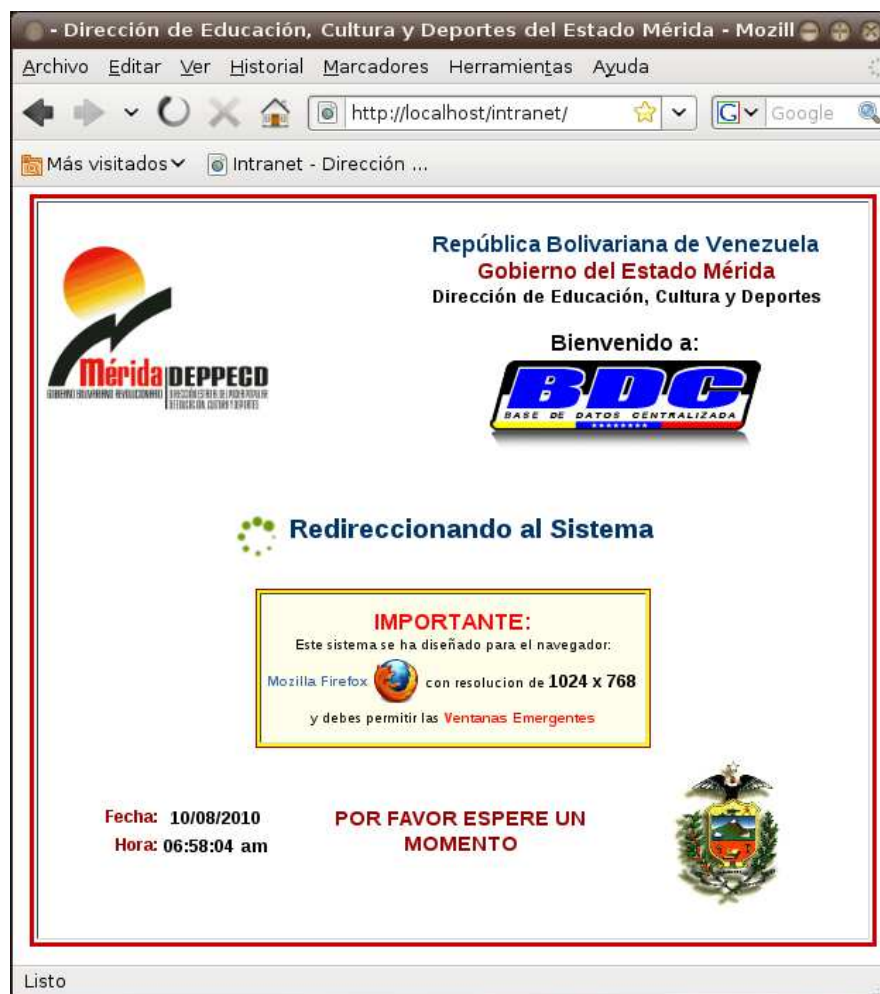 - Dirección de Educación, Cultura y Deportes del Estado Mérida - Mozill
Archivo Editar Ver Historial Marcadores Herramientas Ayuda
http://localhost/intranet/ G Google
Más visitados Intranet - Dirección ...
República Bolivariana de Venezuela
Gobierno del Estado Mérida
Dirección de Educación, Cultura y Deportes
Bienvenido a:
BDC
BASE DE DATOS CENTRALIZADA
Mérida DEPPECD
Redireccionando al Sistema
IMPORTANTE:
Este sistema se ha diseñado para el navegador:
Mozilla Firefox con resolucion de 1024 x 768
y debes permitir las Ventanas Emergentes
Fecha: 10/08/2010
Hora: 06:58:04 am
POR FAVOR ESPERE UN
MOMENTO
Listo